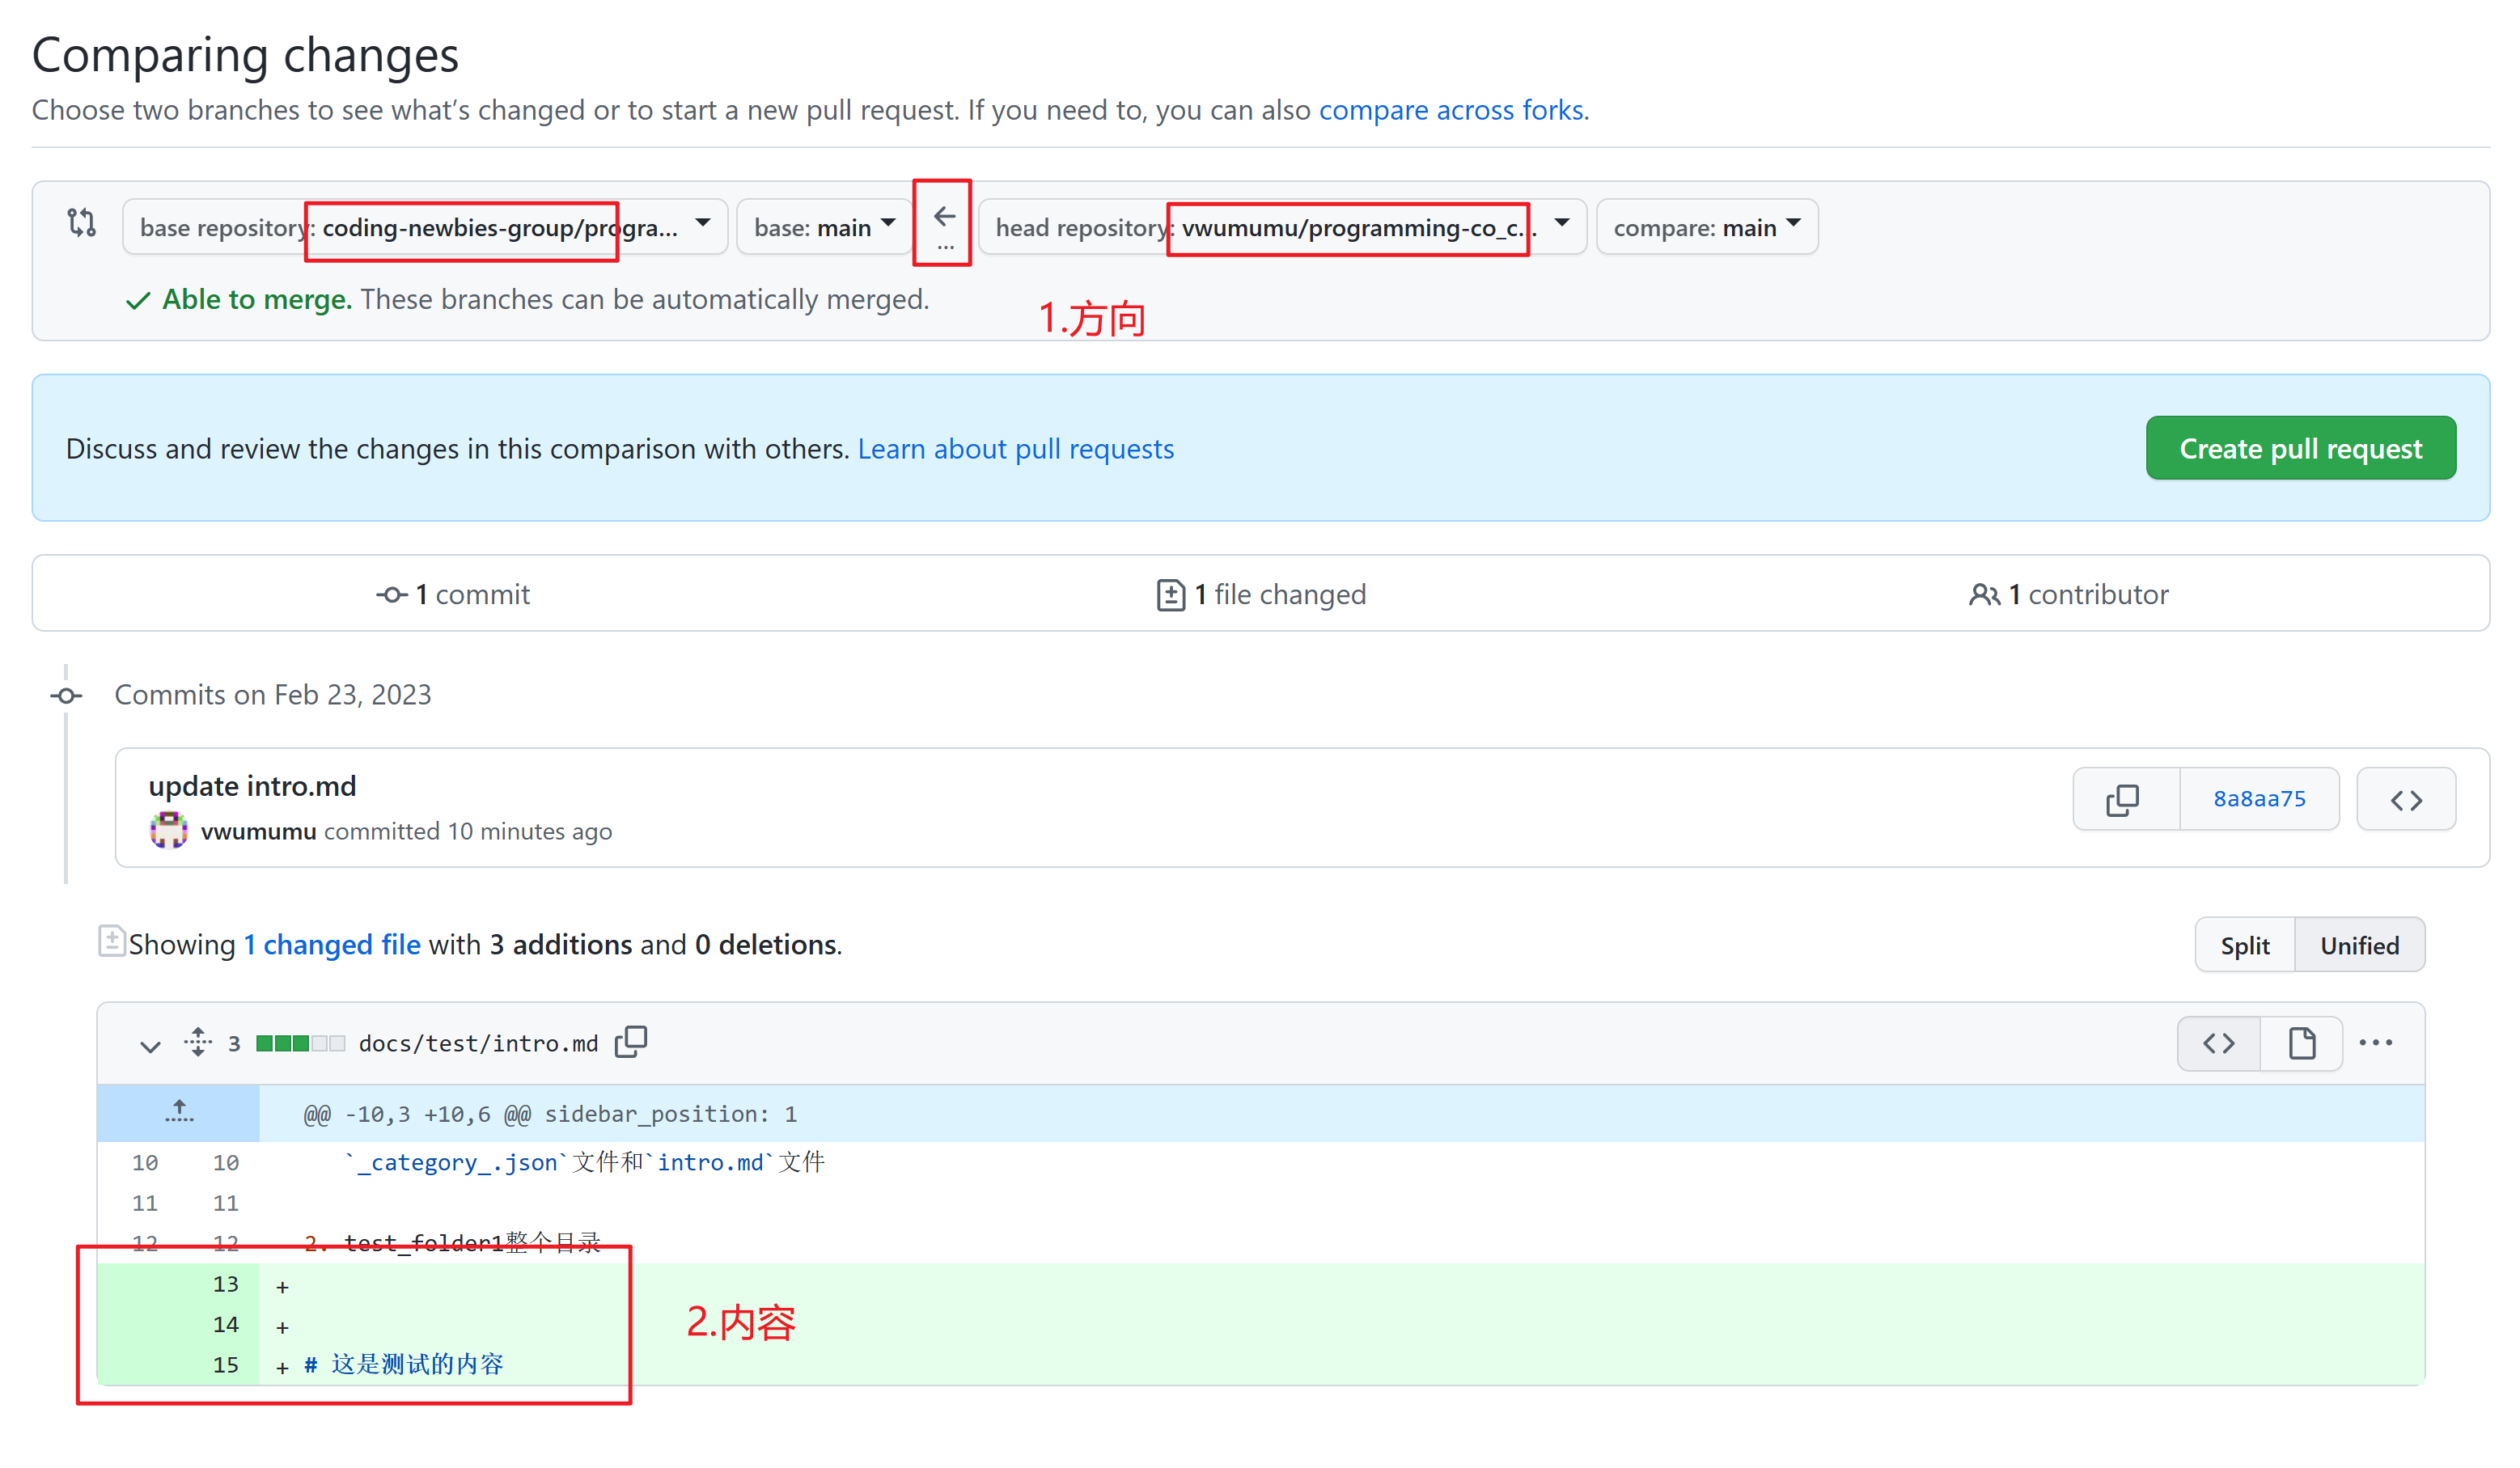 Comparing changes
Choose two branches to see what’s changed or to start a new pull request. If you need to, you can also compare across forks.
base repository: coding-newbies-group/progra... base: main ... head repository: vwumumu/programming-co_c... compare: main
Able to merge. These branches can be automatically merged.
1.方向
Discuss and review the changes in this comparison with others. Learn about pull requests
Create pull request
1 commit
1 file changed
1 contributor
Commits on Feb 23, 2023
update intro.md
vwumumu committed 10 minutes ago
8a8aa75
Showing 1 changed file with 3 additions and 0 deletions.
Split Unified
3 docs/test/intro.md
@@ -10,3 +10,6 @@ sidebar_position: 1
10 10 `_category_.json`文件和`intro.md`文件
11 11
12 12 2. test_folder1整个目录
13 +
14 +
2.内容
15 + # 这是测试的内容